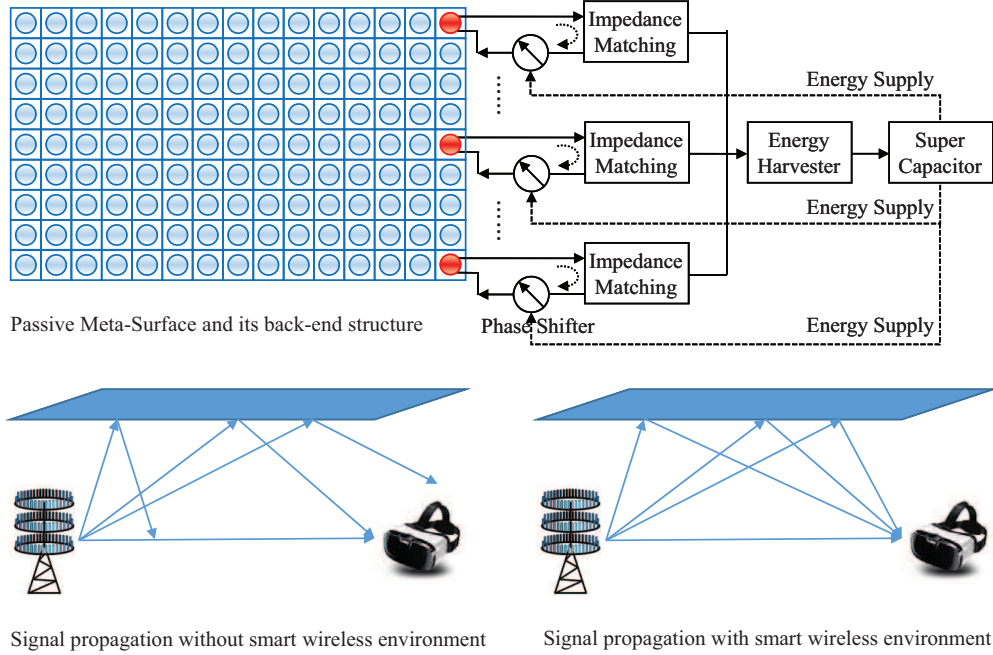 Impedance
Matching
Energy Supply
Impedance
Matching
Energy
Harvester
Super
Capacitor
Energy Supply
Impedance
Matching
Passive Meta-Surface and its back-end structure
Phase Shifter
Energy Supply
Signal propagation without smart wireless environment
Signal propagation with smart wireless environment